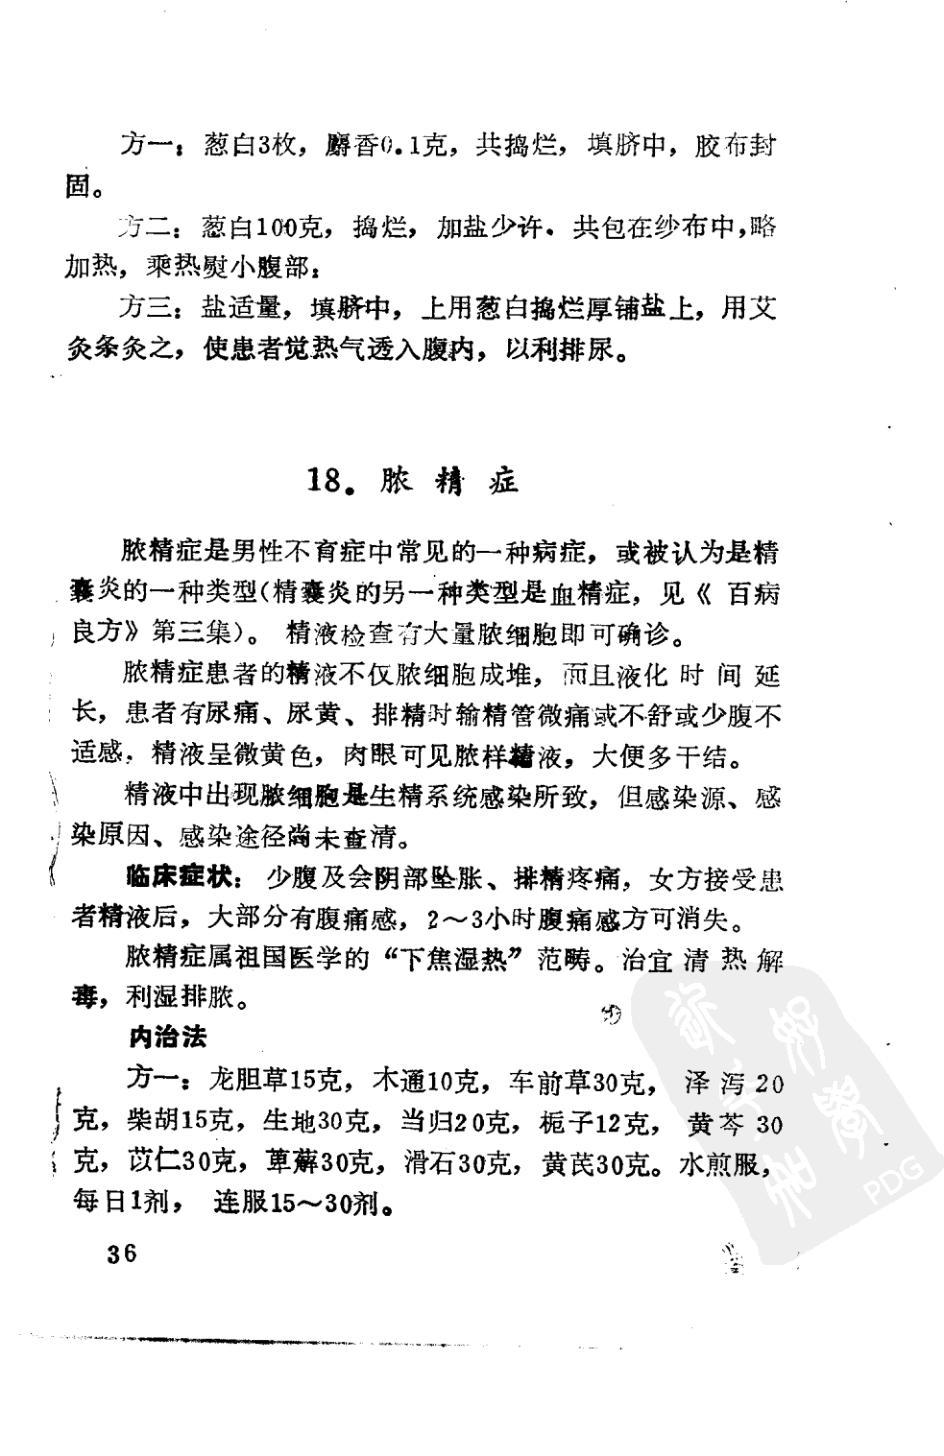 方一：葱白3枚，麝香0.1克，共捣烂，填脐中，胶布封
固。
方二：葱白100克，捣烂，加盐少许。共包在纱布中，略
加热，乘热熨小腹部；
方三：盐适量，填脐中，上用葱白捣烂厚铺盐上，用艾
灸条灸之，使患者觉热气透入腹内，以利排尿。
18．脓精症
脓精症是男性不育症中常见的一种病症，或被认为是精
囊炎的一种类型(精囊炎的另一种类型是血精症，见《百病
良方》第三集)。精液检查有大量脓细胞即可确诊。
脓精症患者的精液不仅脓细胞成堆，而且液化时间延
长，患者有尿痛、尿黄、排精时输精管微痛或不舒或少腹不
适感，精液呈微黄色，肉眼可见脓样精液，大便多干结。
精液中出现脓细胞是生精系统感染所致，但感染源、感
染原因、感染途径尚未查清。
临床症状：少腹及会阴部坠胀、排精疼痛，女方接受患
者精液后，大部分有腹痛感，2～3小时腹痛感方可消失。
脓精症属祖国医学的“下焦湿热”范畴。治宜清热解
毒，利湿排脓。
内治法
方一：龙胆草15克，木通10克，车前草30克，泽泻20
克，柴胡15克，生地30克，当归20克，栀子12克，黄芩30
克，苡仁30克，萆薢30克，滑石30克，黄芪30克。水煎服，
每日1剂，连服15～30剂。
36
PDG